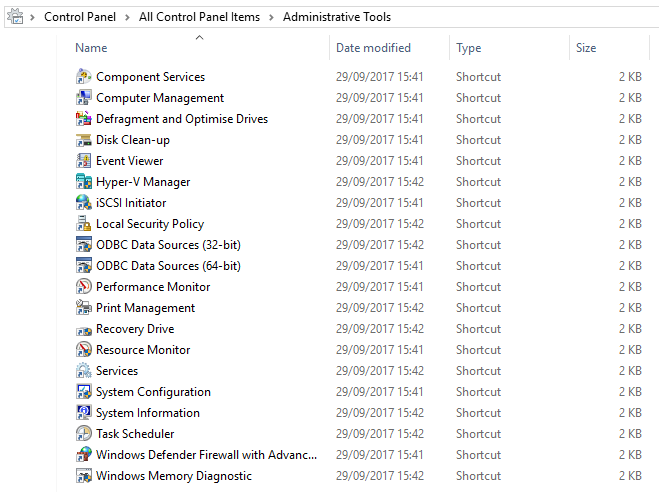 Control Panel > All Control Panel Items > Administrative Tools
Name Date modified Type Size
Component Services 29/09/2017 15:41 Shortcut 2 KB
Computer Management 29/09/2017 15:41 Shortcut 2 KB
Defragment and Optimise Drives 29/09/2017 15:41 Shortcut 2 KB
Disk Clean-up 29/09/2017 15:41 Shortcut 2 KB
Event Viewer 29/09/2017 15:41 Shortcut 2 KB
Hyper-V Manager 29/09/2017 15:42 Shortcut 2 KB
iSCSI Initiator 29/09/2017 15:41 Shortcut 2 KB
Local Security Policy 29/09/2017 15:42 Shortcut 2 KB
ODBC Data Sources (32-bit) 29/09/2017 15:42 Shortcut 2 KB
ODBC Data Sources (64-bit) 29/09/2017 15:41 Shortcut 2 KB
Performance Monitor 29/09/2017 15:41 Shortcut 2 KB
Print Management 29/09/2017 15:42 Shortcut 2 KB
Recovery Drive 29/09/2017 15:42 Shortcut 2 KB
Resource Monitor 29/09/2017 15:41 Shortcut 2 KB
Services 29/09/2017 15:42 Shortcut 2 KB
System Configuration 29/09/2017 15:41 Shortcut 2 KB
System Information 29/09/2017 15:42 Shortcut 2 KB
Task Scheduler 29/09/2017 15:42 Shortcut 2 KB
Windows Defender Firewall with Advanc... 29/09/2017 15:41 Shortcut 2 KB
Windows Memory Diagnostic 29/09/2017 15:42 Shortcut 2 KB